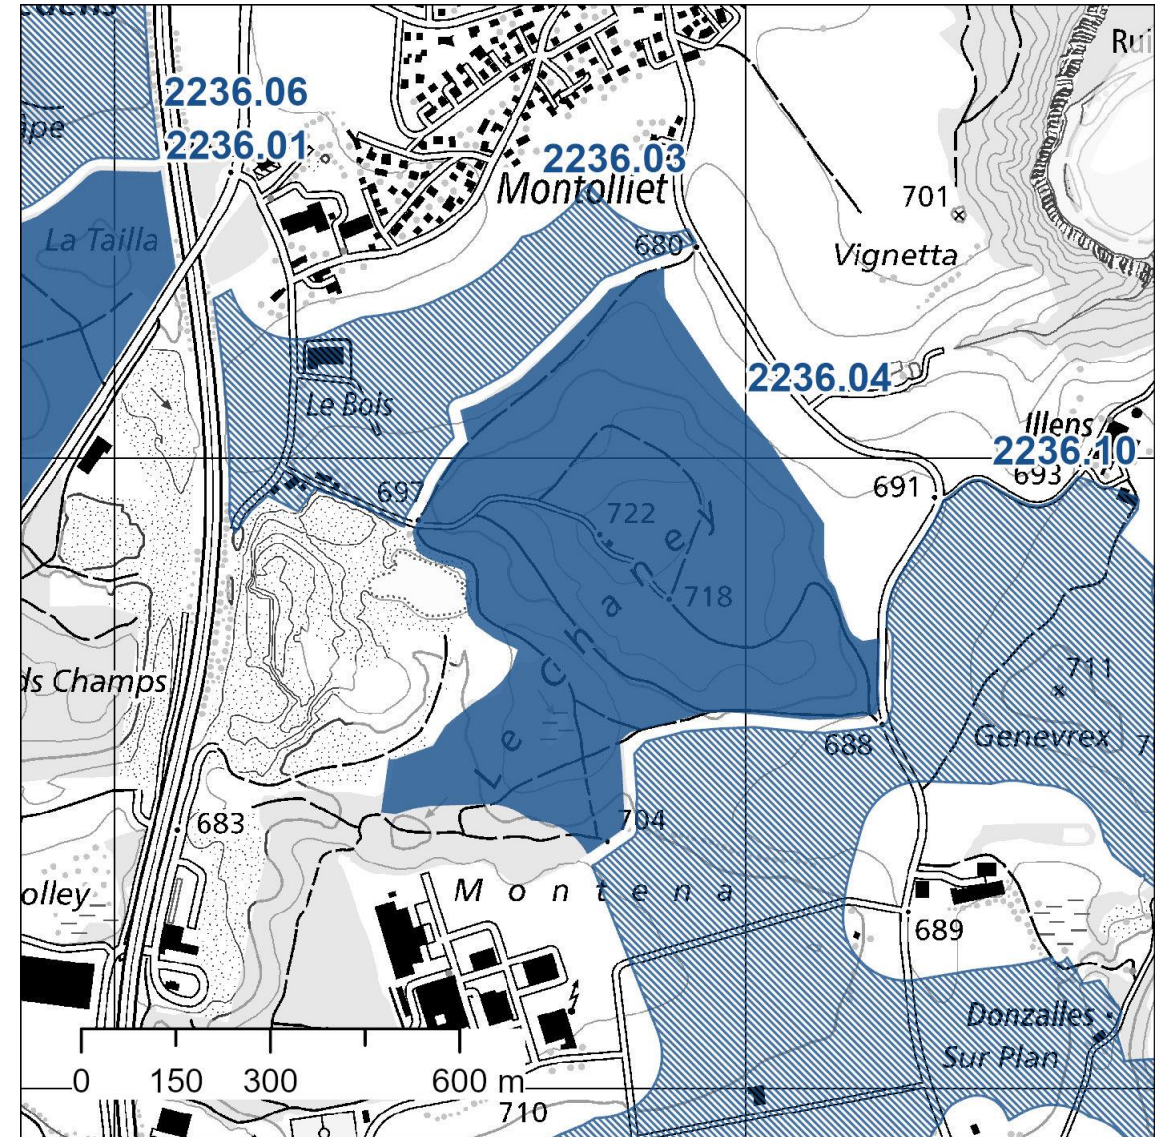 Rui
2236.06
2236.01
2236.03
Montolliet
701
La Tailla
680
Vignetta
2236.04
Le Bois
Illens
2236.10
693
697
691
722
718
Le Chaney
ds Champs
711
Genevrex
688
683
704
olley
Montena
689
Donzalles
Sur Plan
0 150 300 600 m
710